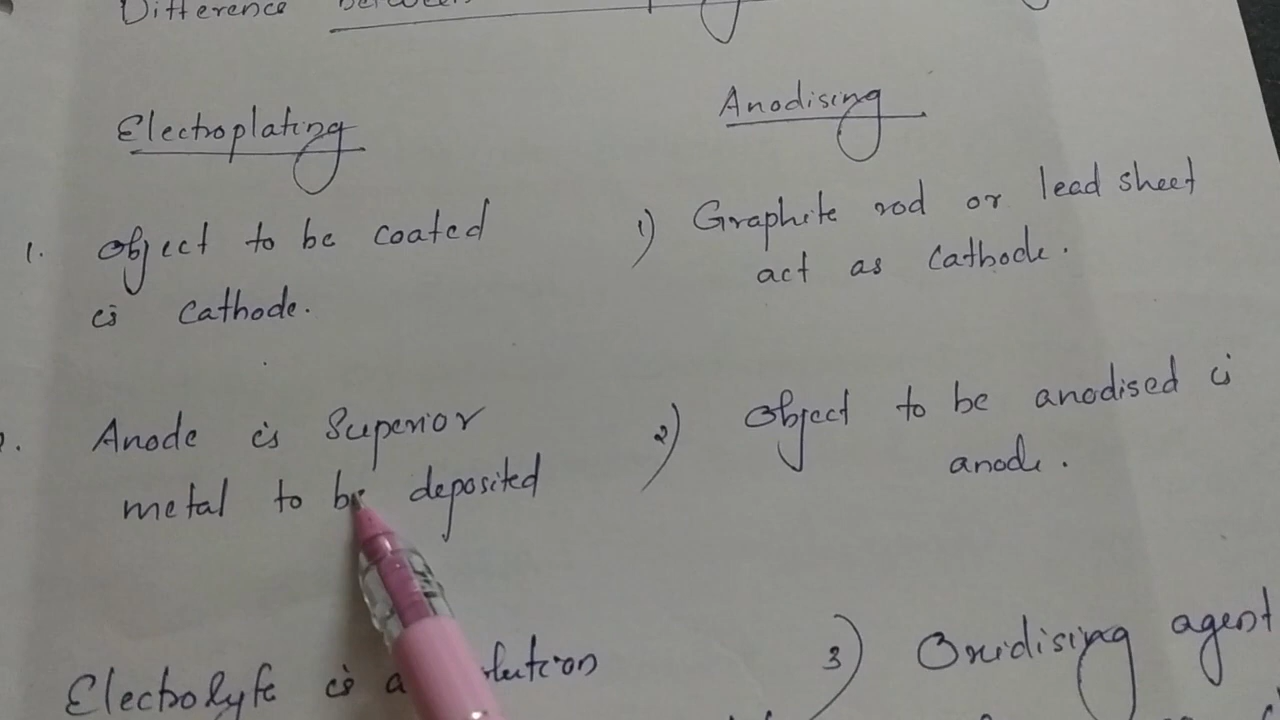 Difference between
Electroplating
1. Object to be coated
is Cathode.
2. Anode is Superior
metal to be deposited
Electrolyte is a
Anodising
1) Graphite rod or lead sheet
act as Cathode.
2) Object to be anodised is
anode.
3) Oxidising agent